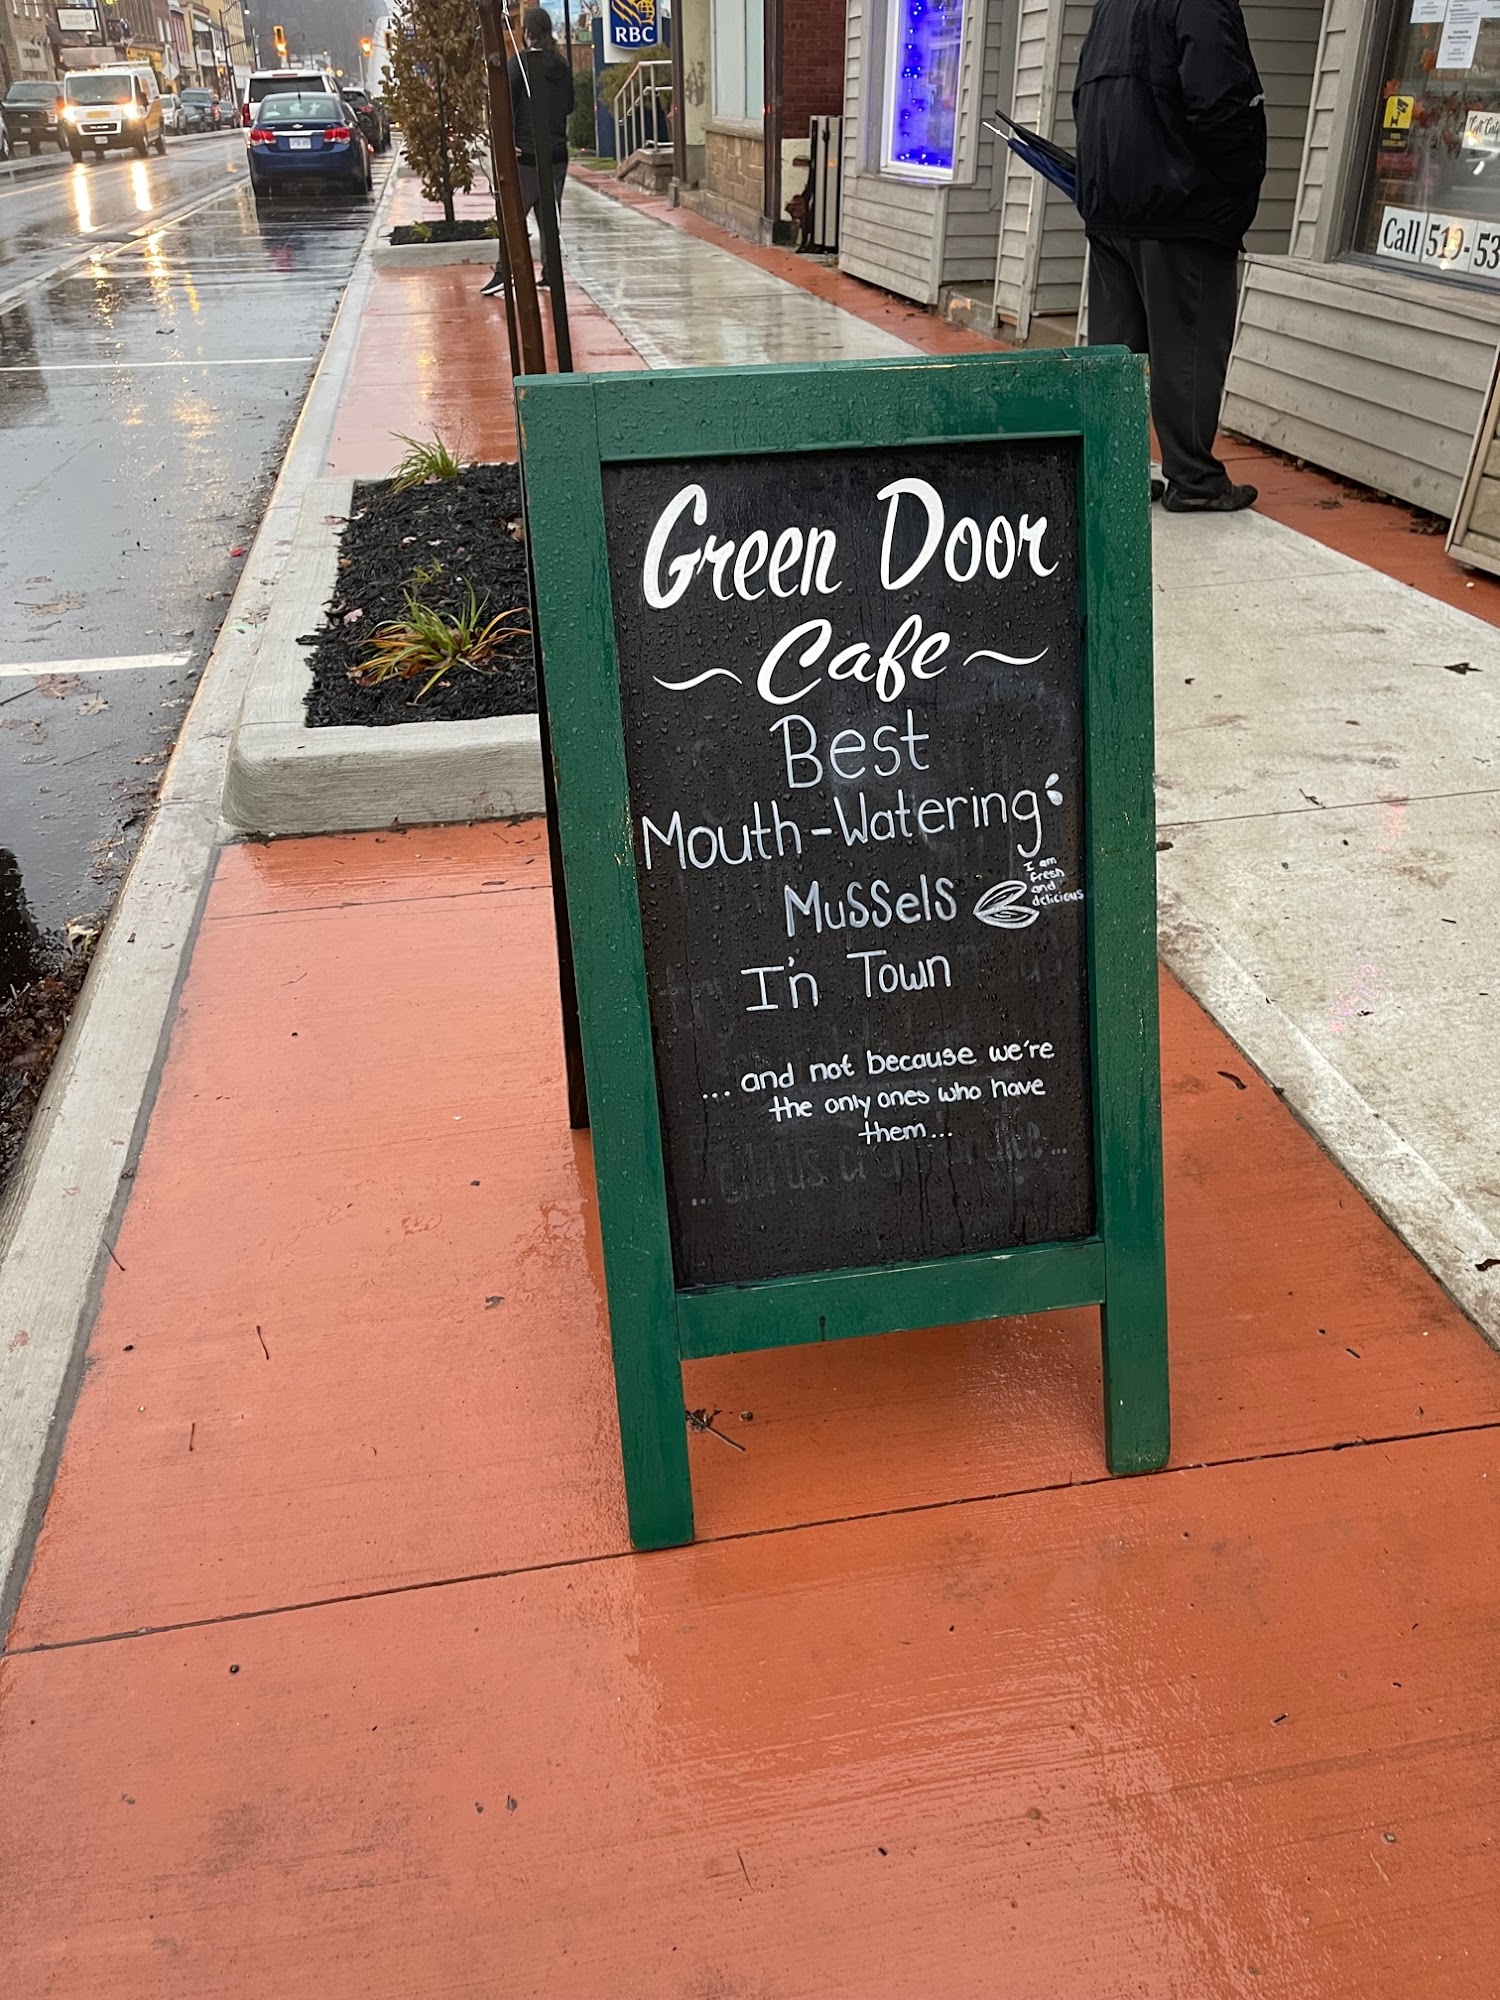 RBC
Call 519-53
Green Door
~ Cafe ~
Best
Mouth-Watering
Mussels
I am
fresh
and
delicious
I'n Town
... and not because we're
the only ones who have
them...